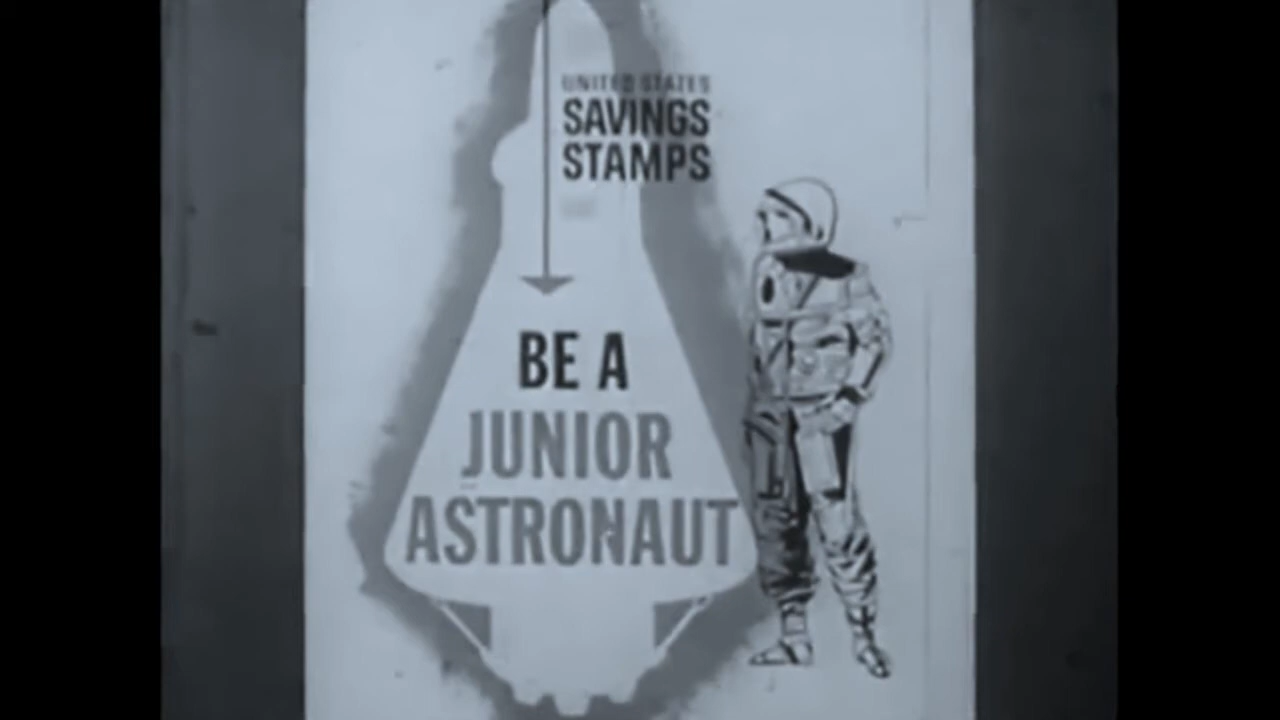 UNITED STATES
SAVINGS
STAMPS
BE A
JUNIOR
ASTRONAUT